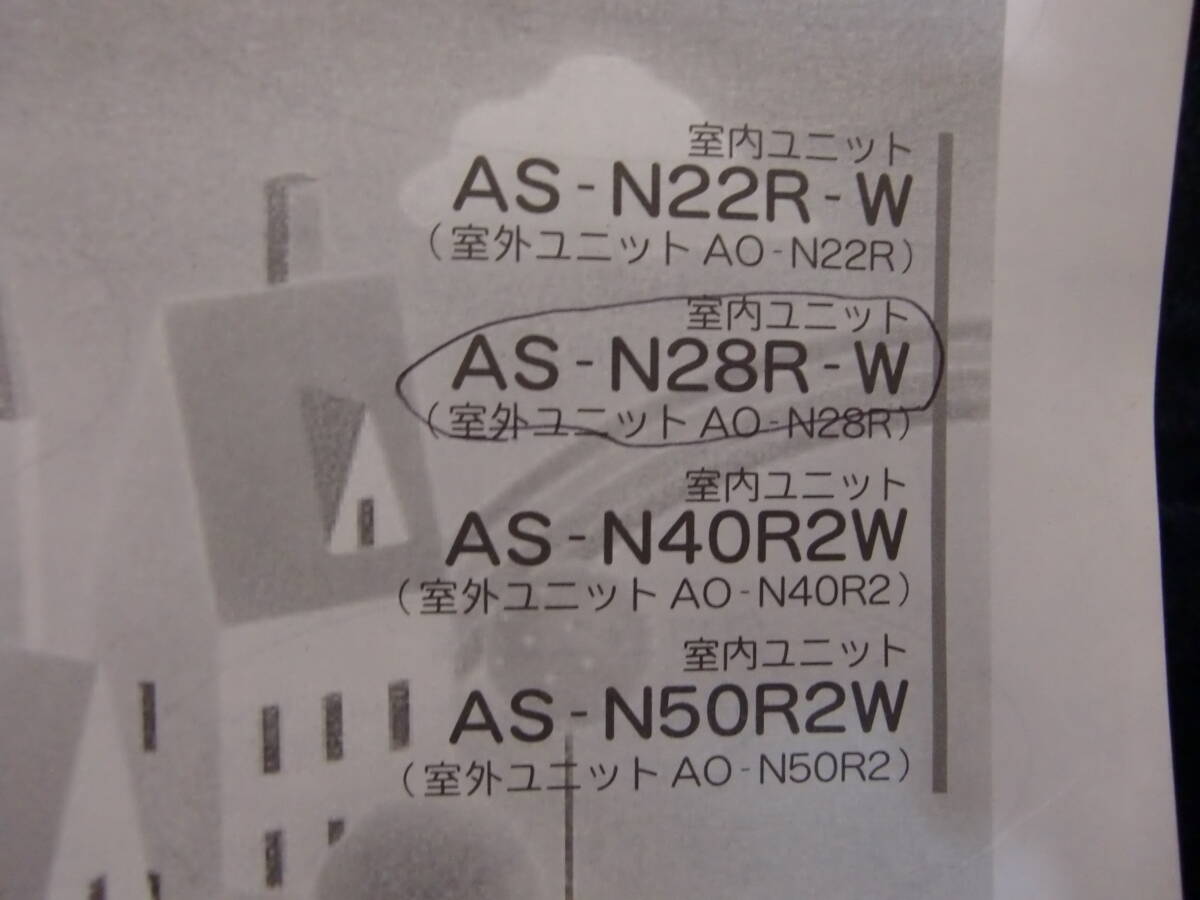 室内ユニット
AS-N22R-W
(室外ユニット AO-N22R)
室内ユニット
AS-N28R-W
(室外ユニット AO-N28R)
室内ユニット
AS-N40R2W
(室外ユニット AO-N40R2)
室内ユニット
AS-N50R2W
(室外ユニット AO-N50R2)